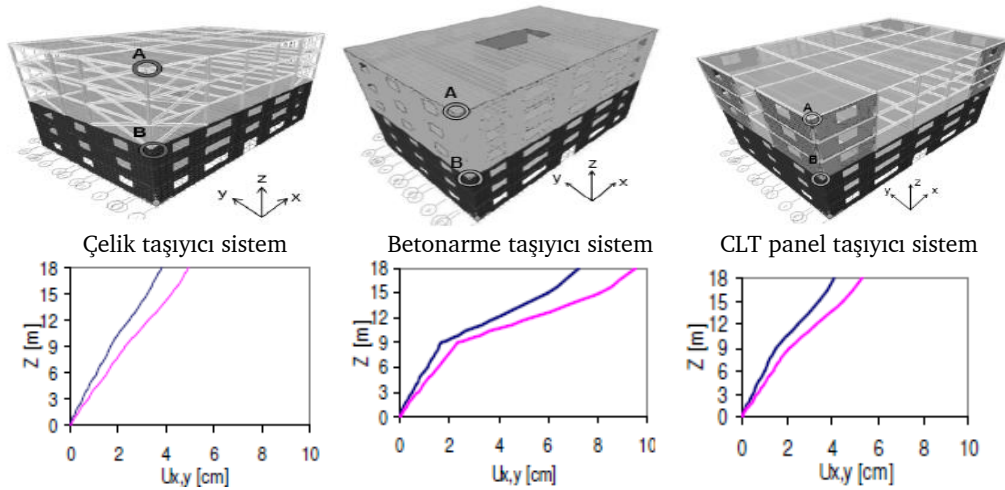 A
B
y
z
x
A
B
y
z
x
A
B
y
z
x
Çelik taşıyıcı sistem
Betonarme taşıyıcı sistem
CLT panel taşıyıcı sistem
18
15
12
9
6
3
0
Z [m]
0 2 4 6 8 10
Ux,y [cm]
18
15
12
9
6
3
0
Z [m]
0 2 4 6 8 10
Ux,y [cm]
18
15
12
9
6
3
0
Z [m]
0 2 4 6 8 10
Ux,y [cm]